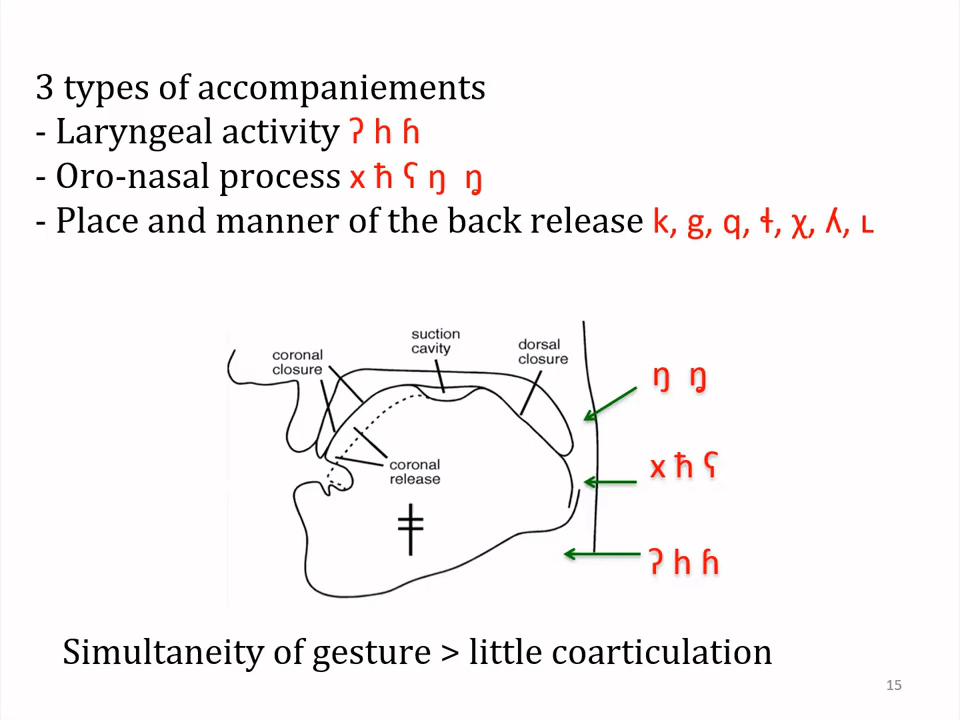 3 types of accompaniements
- Laryngeal activity ʔ h ɦ
- Oro-nasal process x ħ ʕ ŋ ŋ̥
- Place and manner of the back release k, g, q, ɬ, χ, ʎ̝̊, ʟ
suction
cavity
coronal
closure
dorsal
closure
ŋ ŋ̥
x ħ ʕ
coronal
release
ǂ
ʔ h ɦ
Simultaneity of gesture > little coarticulation
15